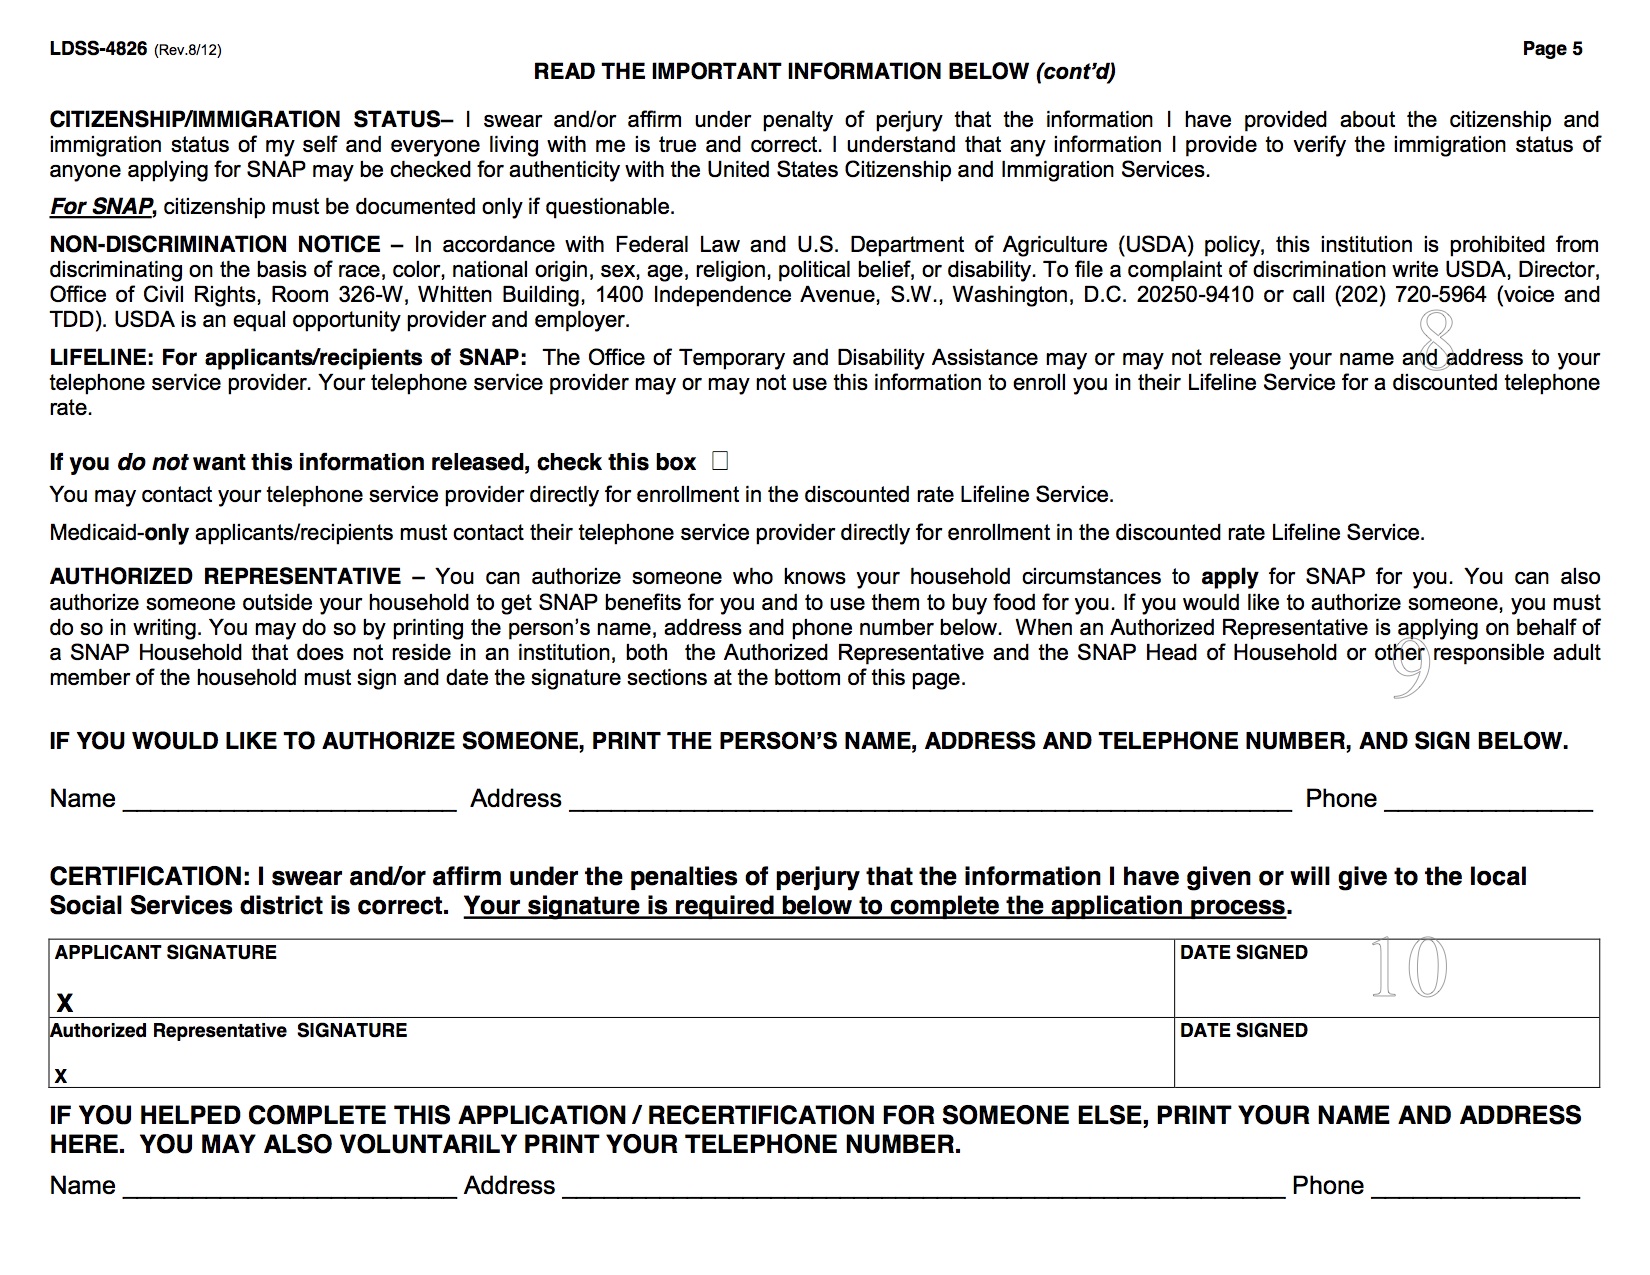 LDSS-4826 (Rev.8/12) Page 5
READ THE IMPORTANT INFORMATION BELOW (cont'd)
CITIZENSHIP/IMMIGRATION STATUS– I swear and/or affirm under penalty of perjury that the information I have provided about the citizenship and
immigration status of my self and everyone living with me is true and correct. I understand that any information I provide to verify the immigration status of
anyone applying for SNAP may be checked for authenticity with the United States Citizenship and Immigration Services.
For SNAP, citizenship must be documented only if questionable.
NON-DISCRIMINATION NOTICE – In accordance with Federal Law and U.S. Department of Agriculture (USDA) policy, this institution is prohibited from
discriminating on the basis of race, color, national origin, sex, age, religion, political belief, or disability. To file a complaint of discrimination write USDA, Director,
Office of Civil Rights, Room 326-W, Whitten Building, 1400 Independence Avenue, S.W., Washington, D.C. 20250-9410 or call (202) 720-5964 (voice and
TDD). USDA is an equal opportunity provider and employer.
8
LIFELINE: For applicants/recipients of SNAP: The Office of Temporary and Disability Assistance may or may not release your name and address to your
telephone service provider. Your telephone service provider may or may not use this information to enroll you in their Lifeline Service for a discounted telephone
rate.
If you do not want this information released, check this box ☐
You may contact your telephone service provider directly for enrollment in the discounted rate Lifeline Service.
Medicaid-only applicants/recipients must contact their telephone service provider directly for enrollment in the discounted rate Lifeline Service.
AUTHORIZED REPRESENTATIVE – You can authorize someone who knows your household circumstances to apply for SNAP for you. You can also
authorize someone outside your household to get SNAP benefits for you and to use them to buy food for you. If you would like to authorize someone, you must
do so in writing. You may do so by printing the person's name, address and phone number below. When an Authorized Representative is applying on behalf of
a SNAP Household that does not reside in an institution, both the Authorized Representative and the SNAP Head of Household or other responsible adult
member of the household must sign and date the signature sections at the bottom of this page.
9
IF YOU WOULD LIKE TO AUTHORIZE SOMEONE, PRINT THE PERSON'S NAME, ADDRESS AND TELEPHONE NUMBER, AND SIGN BELOW.
Name ________________________ Address ____________________________________________________ Phone _______________
CERTIFICATION: I swear and/or affirm under the penalties of perjury that the information I have given or will give to the local
Social Services district is correct. Your signature is required below to complete the application process.
APPLICANT SIGNATURE DATE SIGNED 10
X
Authorized Representative SIGNATURE DATE SIGNED
X
IF YOU HELPED COMPLETE THIS APPLICATION / RECERTIFICATION FOR SOMEONE ELSE, PRINT YOUR NAME AND ADDRESS
HERE. YOU MAY ALSO VOLUNTARILY PRINT YOUR TELEPHONE NUMBER.
Name ________________________ Address ____________________________________________________ Phone _______________